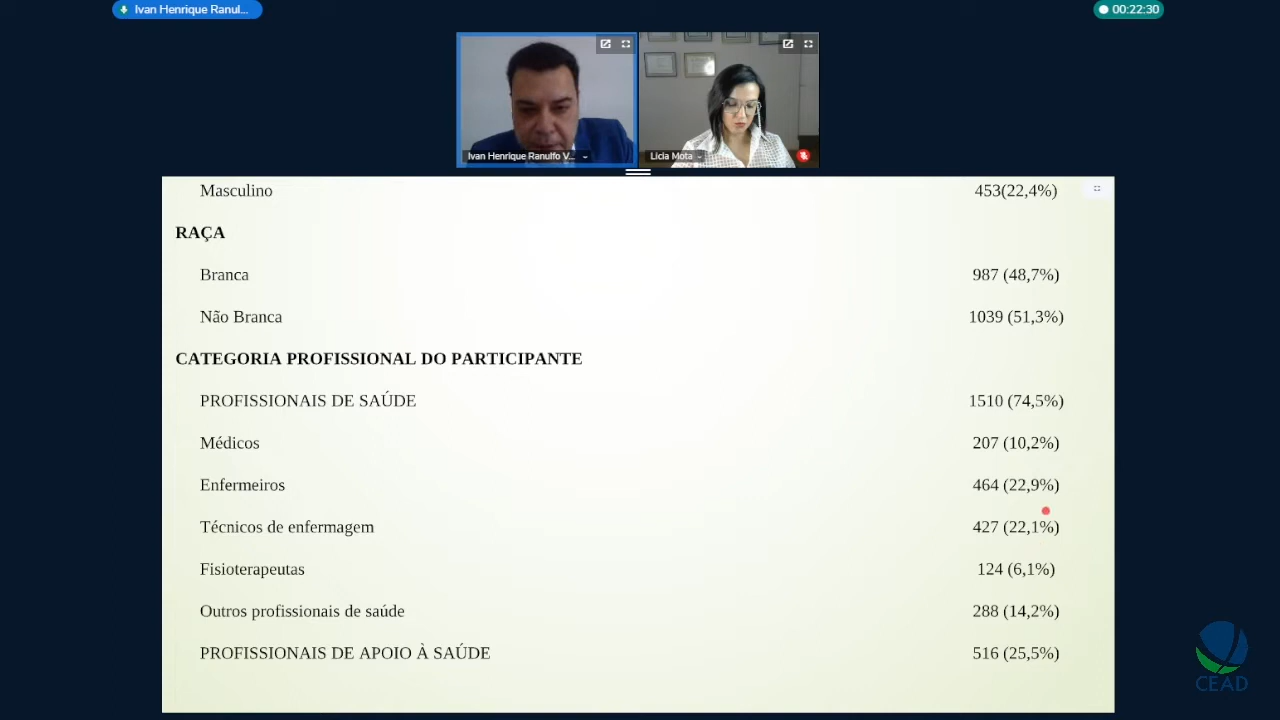 Ivan Henrique Ranul...
00:22:30
Ivan Henrique Ranulfo V...
Licia Mota
Masculino 453(22,4%)
RAÇA
Branca 987 (48,7%)
Não Branca 1039 (51,3%)
CATEGORIA PROFISSIONAL DO PARTICIPANTE
PROFISSIONAIS DE SAÚDE 1510 (74,5%)
Médicos 207 (10,2%)
Enfermeiros 464 (22,9%)
Técnicos de enfermagem 427 (22,1%)
Fisioterapeutas 124 (6,1%)
Outros profissionais de saúde 288 (14,2%)
PROFISSIONAIS DE APOIO À SAÚDE 516 (25,5%)
CEAD